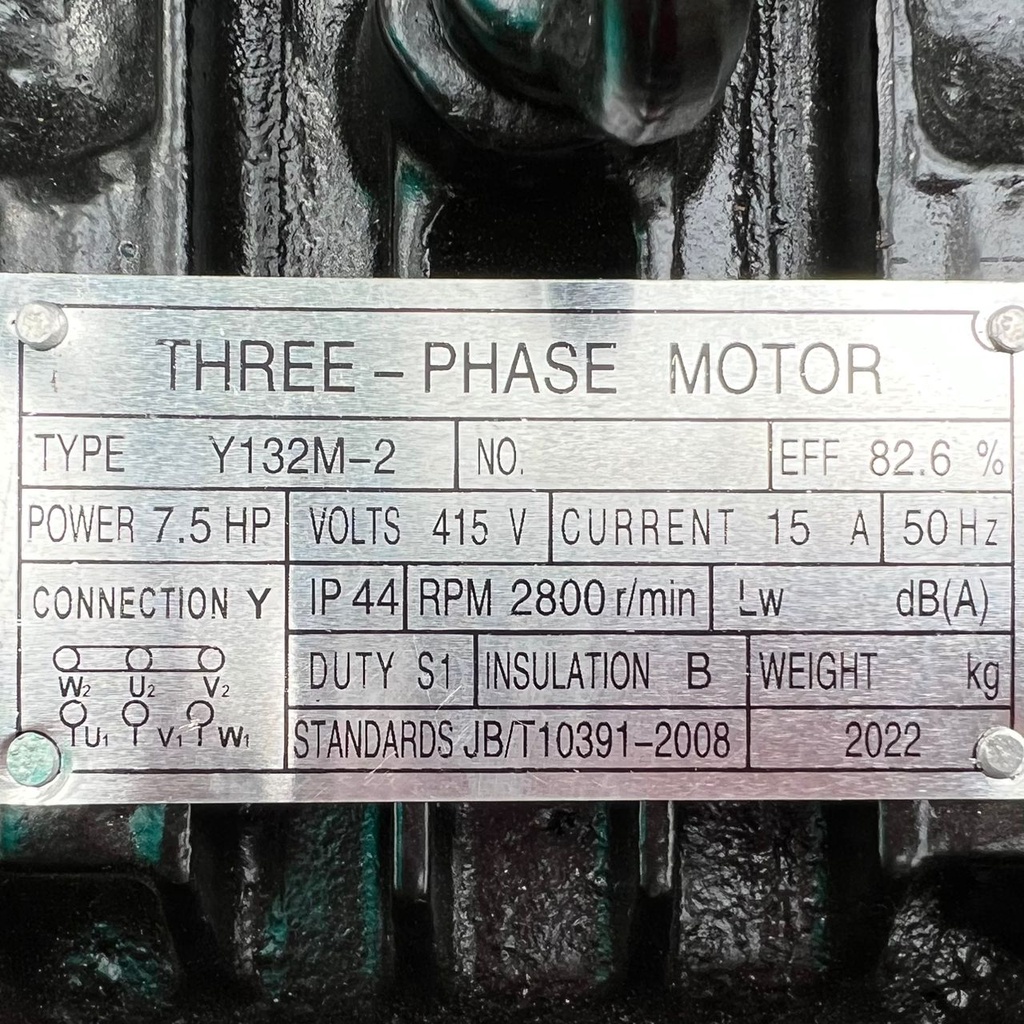 THREE-PHASE MOTOR
TYPE Y132M-2 NO. EFF 82.6 %
POWER 7.5 HP VOLTS 415 V CURRENT 15 A 50 Hz
CONNECTION Y IP 44 RPM 2800 r/min Lw dB(A)
W2 U2 V2 DUTY S1 INSULATION B WEIGHT kg
U1 V1 W1 STANDARDS JB/T10391-2008 2022